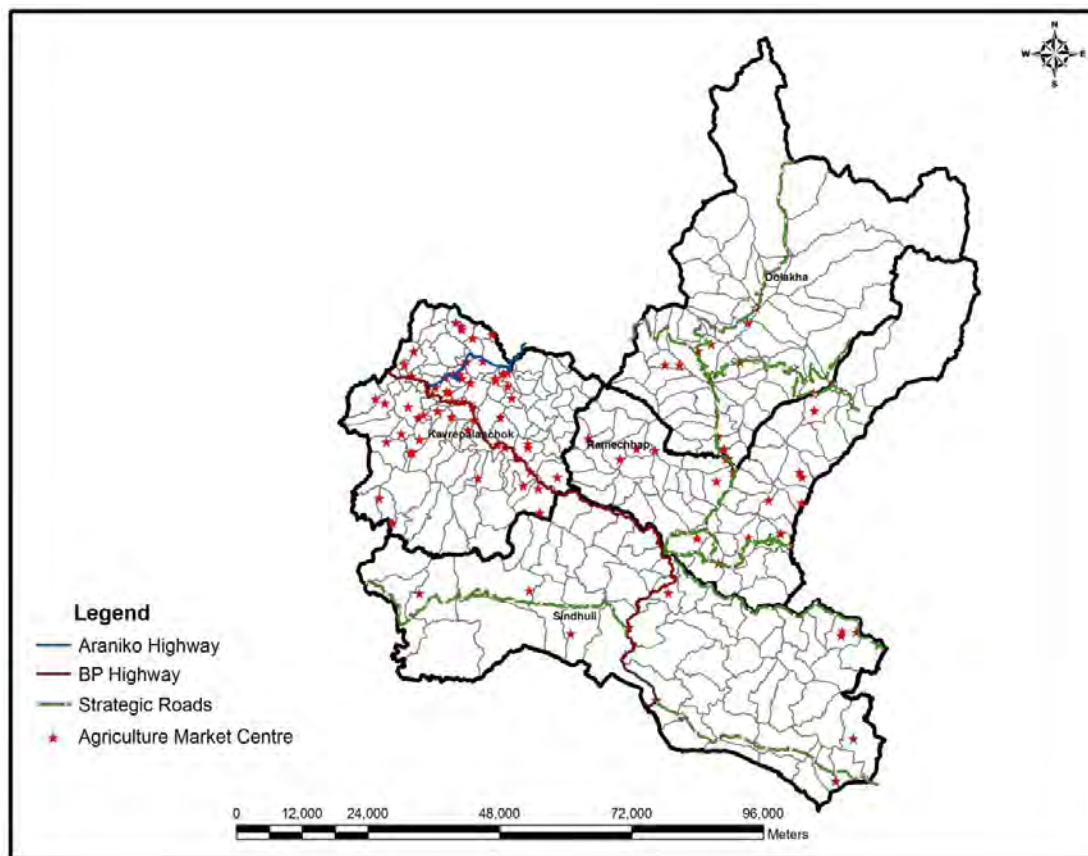 N
W E
S
Dolakha
Kavrepalanchok
Ramechhap
Sindhuli
Legend
Araniko Highway
BP Highway
Strategic Roads
Agriculture Market Centre
0 12,000 24,000 48,000 72,000 96,000
Meters